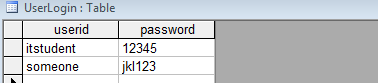 UserLogin : Table
userid password
itstudent 12345
someone jkl123